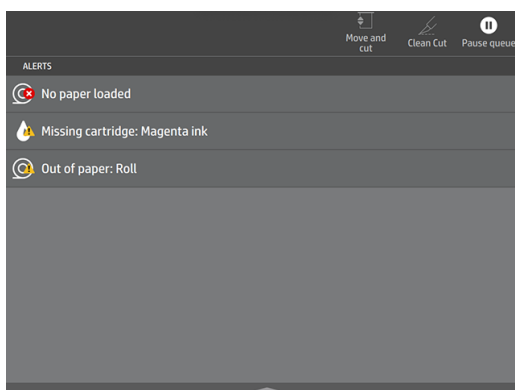 Move and
cut
Clean Cut
Pause queue
ALERTS
No paper loaded
Missing cartridge: Magenta ink
Out of paper: Roll